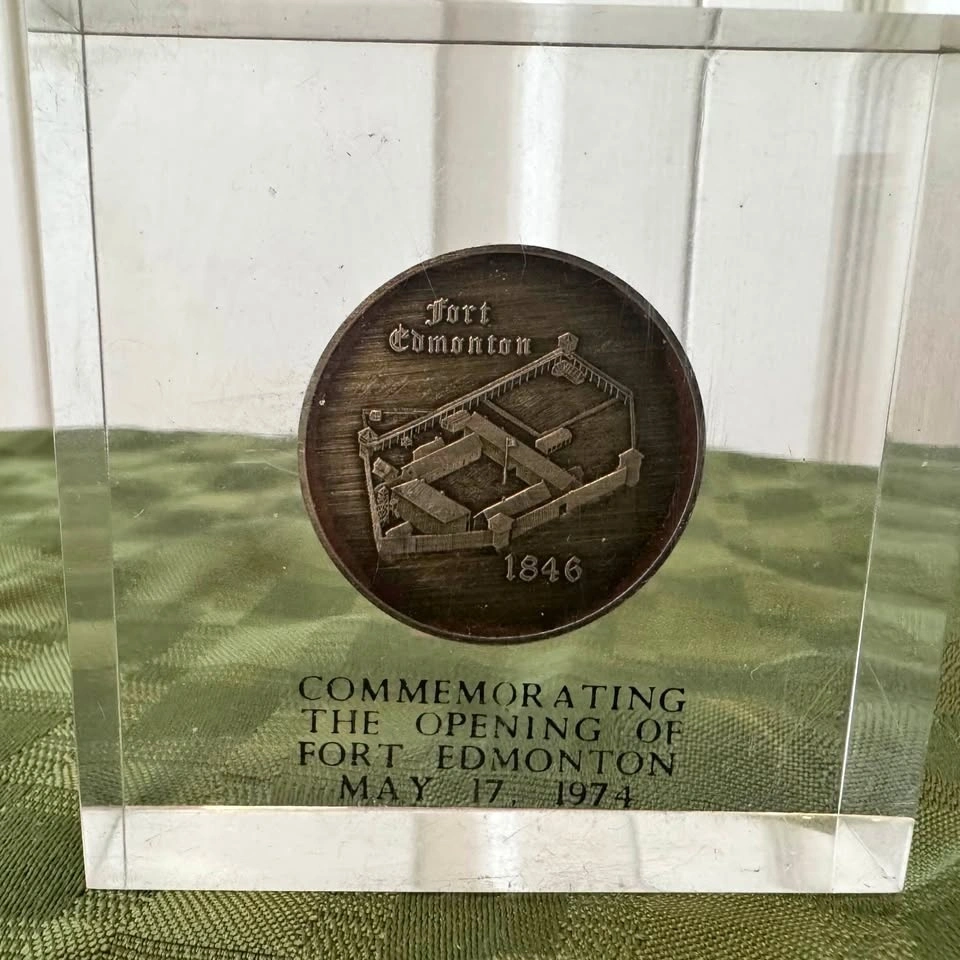 Fort
Edmonton
1846
COMMEMORATING
THE OPENING OF
FORT EDMONTON
MAY 17, 1974